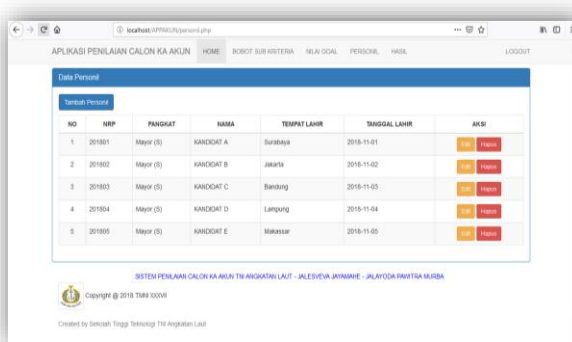 localhost/APPAKUN/personil.php
APLIKASI PENILAIAN CALON KA AKUN HOME BOBOT SUB KRITERIA NILAI GOAL PERSONIL HASIL LOGOUT
Data Personil
Tambah Personil
NO NRP PANGKAT NAMA TEMPAT LAHIR TANGGAL LAHIR AKSI
1 201801 Mayor (S) KANDIDAT A Surabaya 2018-11-01 Edit Hapus
2 201802 Mayor (S) KANDIDAT B Jakarta 2018-11-02 Edit Hapus
3 201803 Mayor (S) KANDIDAT C Bandung 2018-11-03 Edit Hapus
4 201804 Mayor (S) KANDIDAT D Lampung 2018-11-04 Edit Hapus
5 201805 Mayor (S) KANDIDAT E Makassar 2018-11-05 Edit Hapus
SISTEM PENILAIAN CALON KA AKUN TNI ANGKATAN LAUT - JALESVEVA JAYAMAHE - JALAYODA PAWITRA MURBA
Copyright @ 2018 TMNI XXXVII
Created by Sekolah Tinggi Teknologi TNI Angkatan Laut